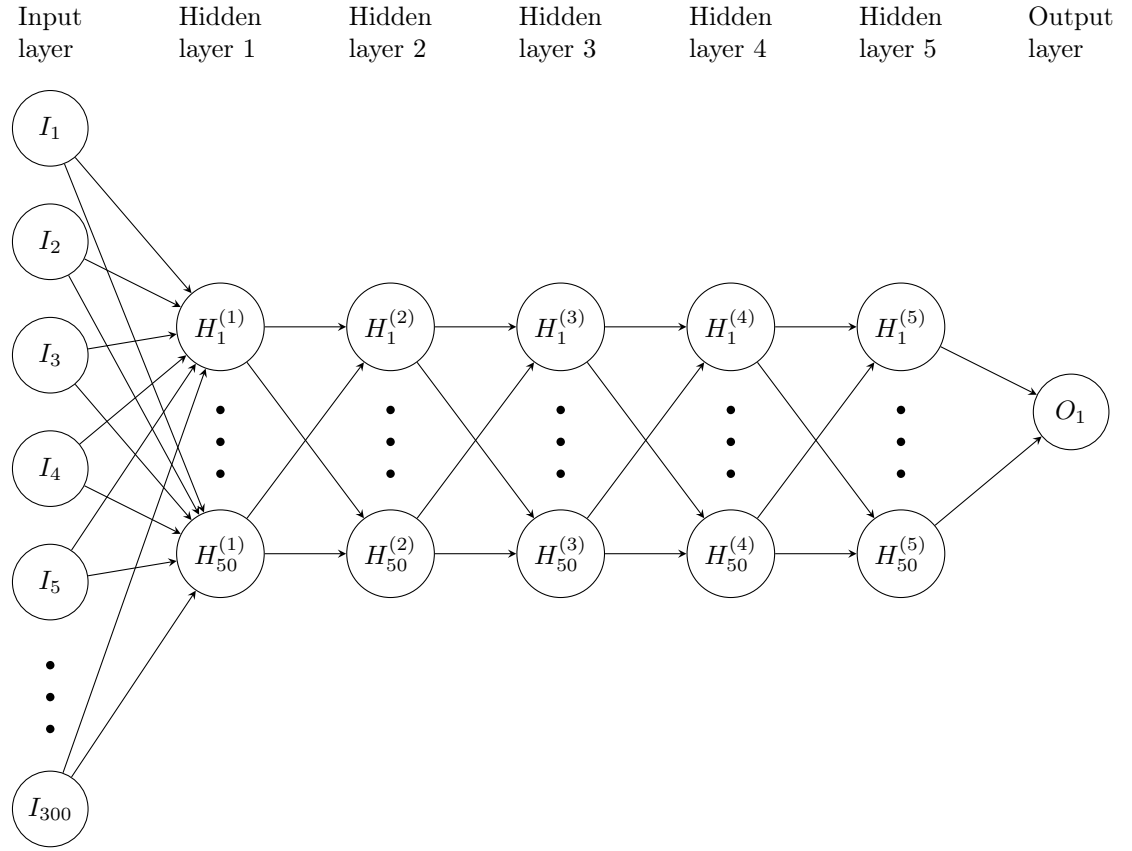 Input Hidden Hidden Hidden Hidden Hidden Output
layer layer 1 layer 2 layer 3 layer 4 layer 5 layer
I₁
I₂
H₁⁽¹⁾ H₁⁽²⁾ H₁⁽³⁾ H₁⁽⁴⁾ H₁⁽⁵⁾
I₃
O₁
I₄
H₅₀⁽¹⁾ H₅₀⁽²⁾ H₅₀⁽³⁾ H₅₀⁽⁴⁾ H₅₀⁽⁵⁾
I₅
I₃₀₀